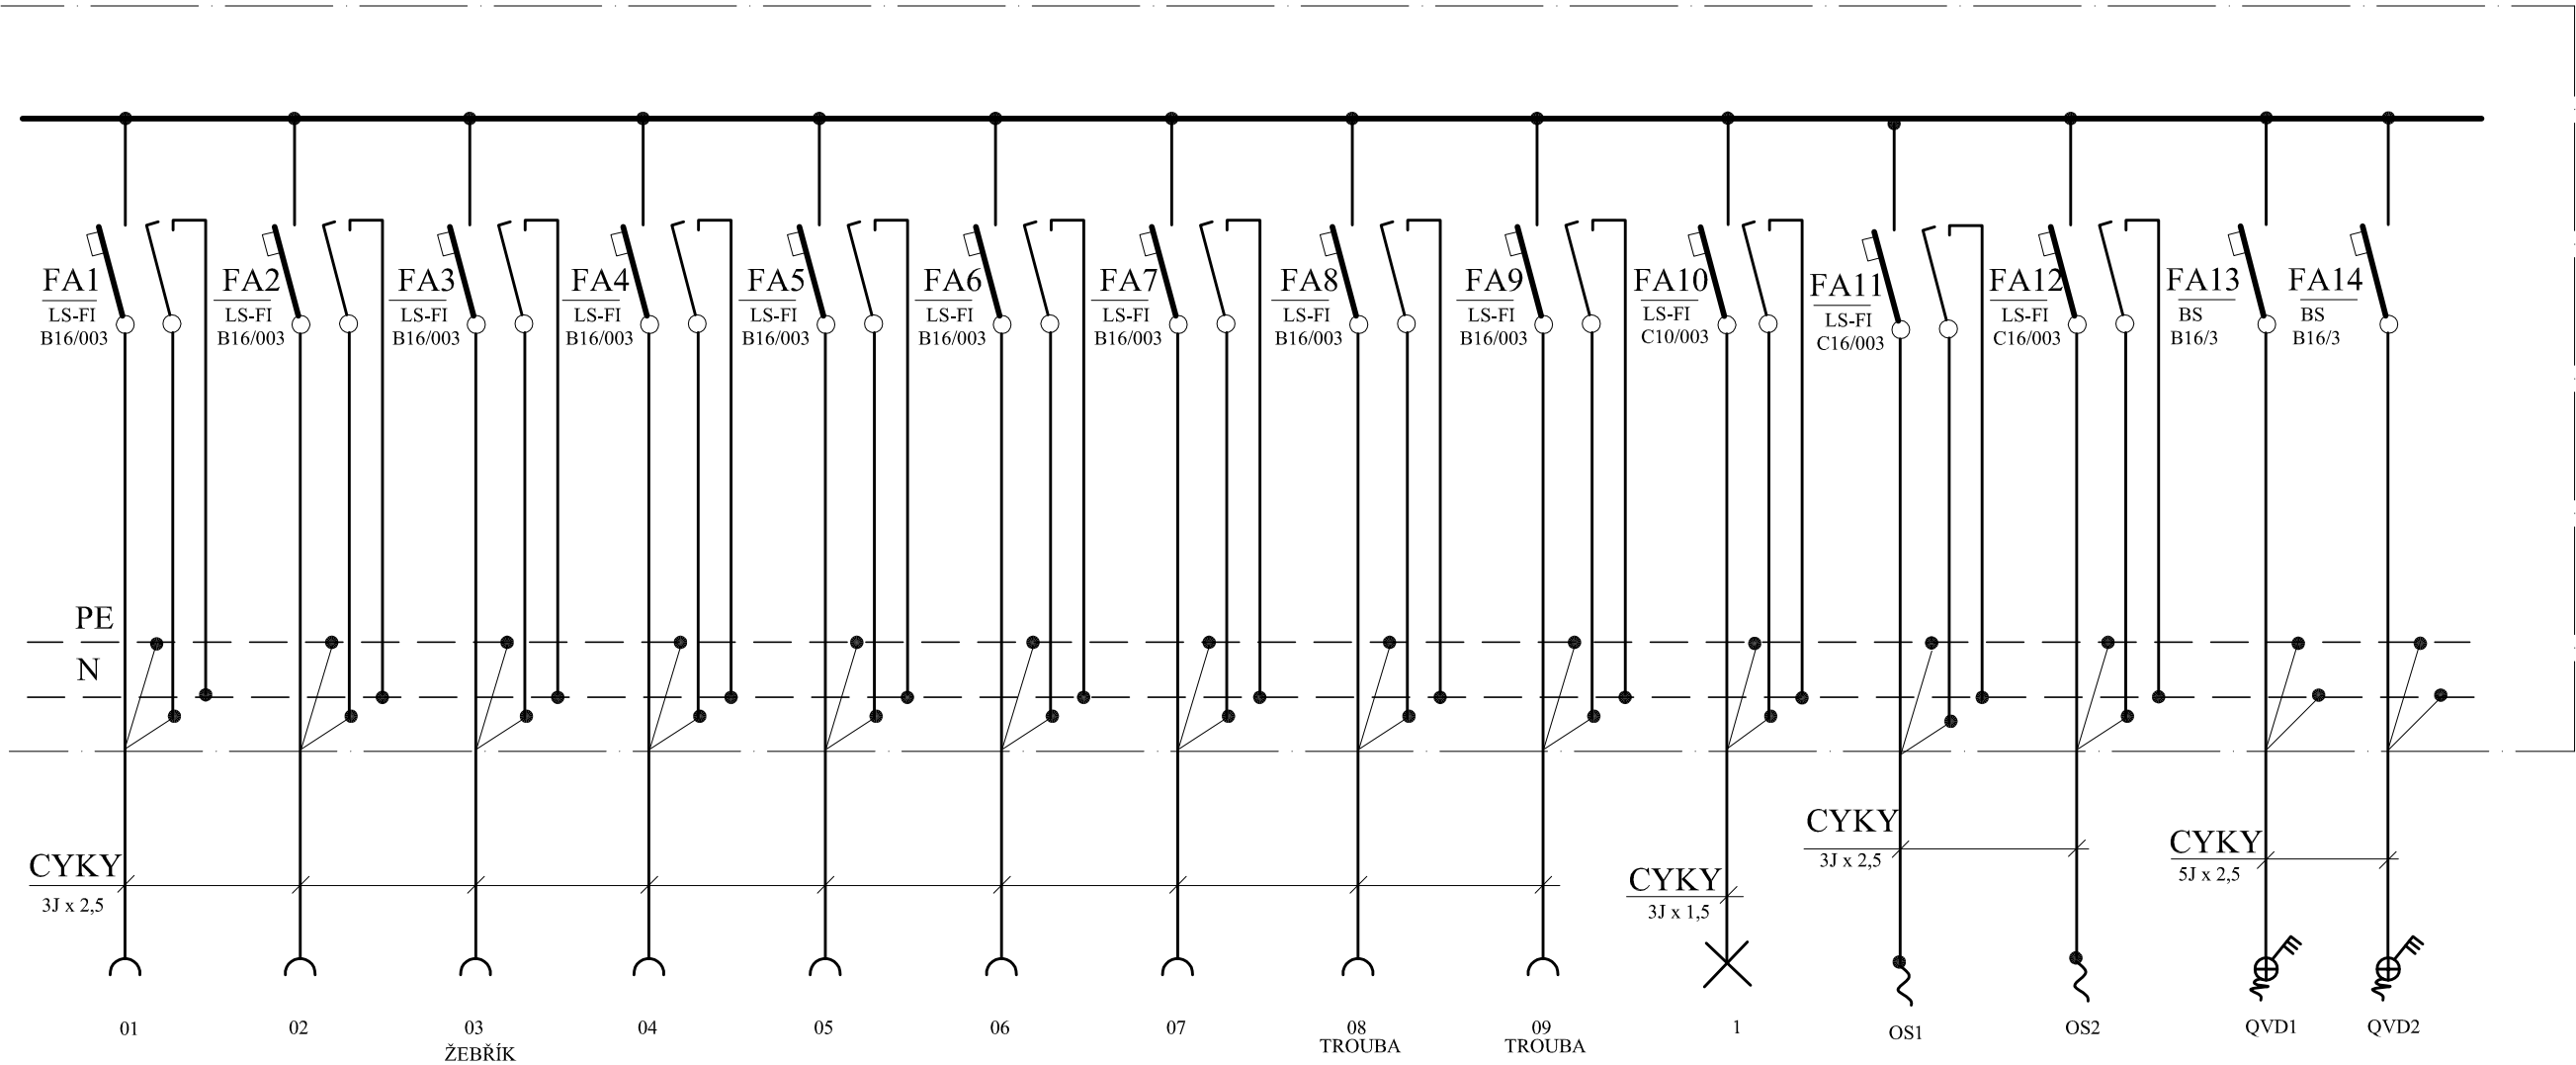 FA1
LS-FI
B16/003
FA2
LS-FI
B16/003
FA3
LS-FI
B16/003
FA4
LS-FI
B16/003
FA5
LS-FI
B16/003
FA6
LS-FI
B16/003
FA7
LS-FI
B16/003
FA8
LS-FI
B16/003
FA9
LS-FI
B16/003
FA10
LS-FI
C10/003
FA11
LS-FI
C16/003
FA12
LS-FI
C16/003
FA13
BS
B16/3
FA14
BS
B16/3
PE
N
CYKY
3J x 2,5
CYKY
3J x 1,5
CYKY
3J x 2,5
CYKY
5J x 2,5
01
02
03
ŽEBŘÍK
04
05
06
07
08
TROUBA
09
TROUBA
1
OS1
OS2
QVD1
QVD2